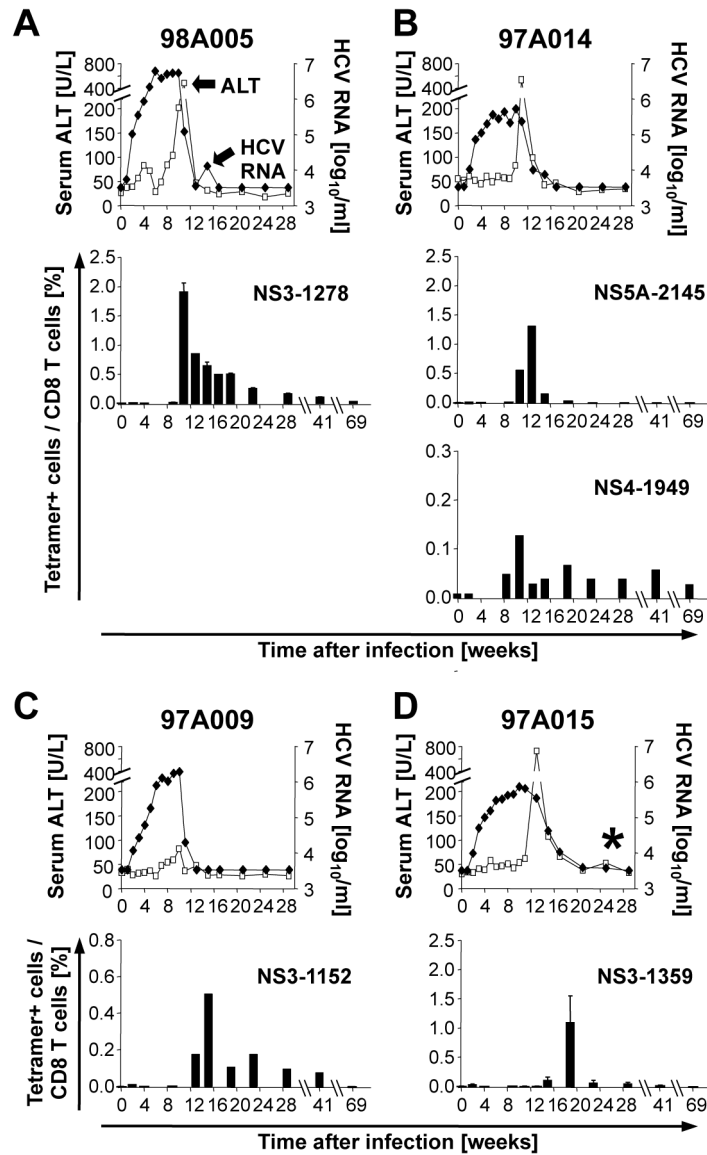 A
98A005
Serum ALT [U/L]
800
400
200
150
100
50
0
ALT
HCV
RNA
7
6
5
4
3
HCV RNA [log10/ml]
0 4 8 12 16 20 24 28
B
97A014
Serum ALT [U/L]
800
400
200
150
100
50
0
7
6
5
4
3
HCV RNA [log10/ml]
0 4 8 12 16 20 24 28
Tetramer+ cells / CD8 T cells [%]
NS3-1278
2.5
2.0
1.5
1.0
0.5
0.0
0 4 8 12 16 20 24 28 41 69
NS5A-2145
2.5
2.0
1.5
1.0
0.5
0.0
0 4 8 12 16 20 24 28 41 69
NS4-1949
0.3
0.2
0.1
0.0
0 4 8 12 16 20 24 28 41 69
Time after infection [weeks]
C
97A009
Serum ALT [U/L]
800
400
200
150
100
50
0
7
6
5
4
3
HCV RNA [log10/ml]
0 4 8 12 16 20 24 28
D
97A015
Serum ALT [U/L]
800
400
200
150
100
50
0
*
7
6
5
4
3
HCV RNA [log10/ml]
0 4 8 12 16 20 24 28
Tetramer+ cells /
CD8 T cells [%]
NS3-1152
0.8
0.6
0.4
0.2
0.0
0 4 8 12 16 20 24 28 41 69
NS3-1359
2.5
2.0
1.5
1.0
0.5
0.0
0 4 8 12 16 20 24 28 41 69
Time after infection [weeks]